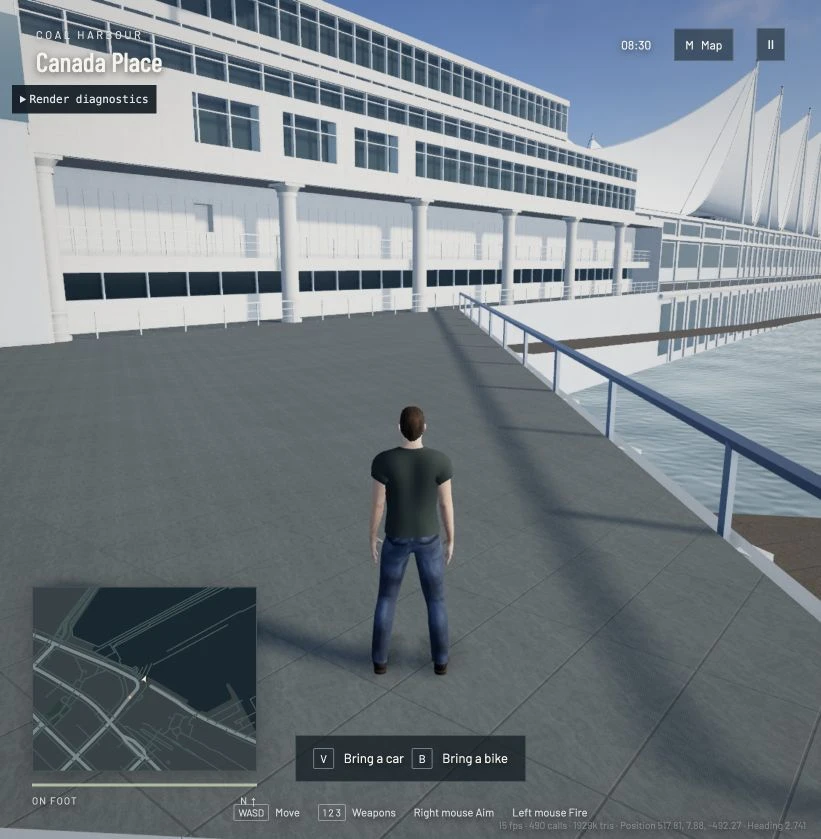 COAL HARBOUR
Canada Place
Render diagnostics
08:30
M Map
V Bring a car B Bring a bike
ON FOOT
N ↑
WASD Move 1 2 3 Weapons Right mouse Aim Left mouse Fire
15 fps · 490 calls · 1929k tris · Position 517.81, 7.88, -492.27 · Heading 2.741